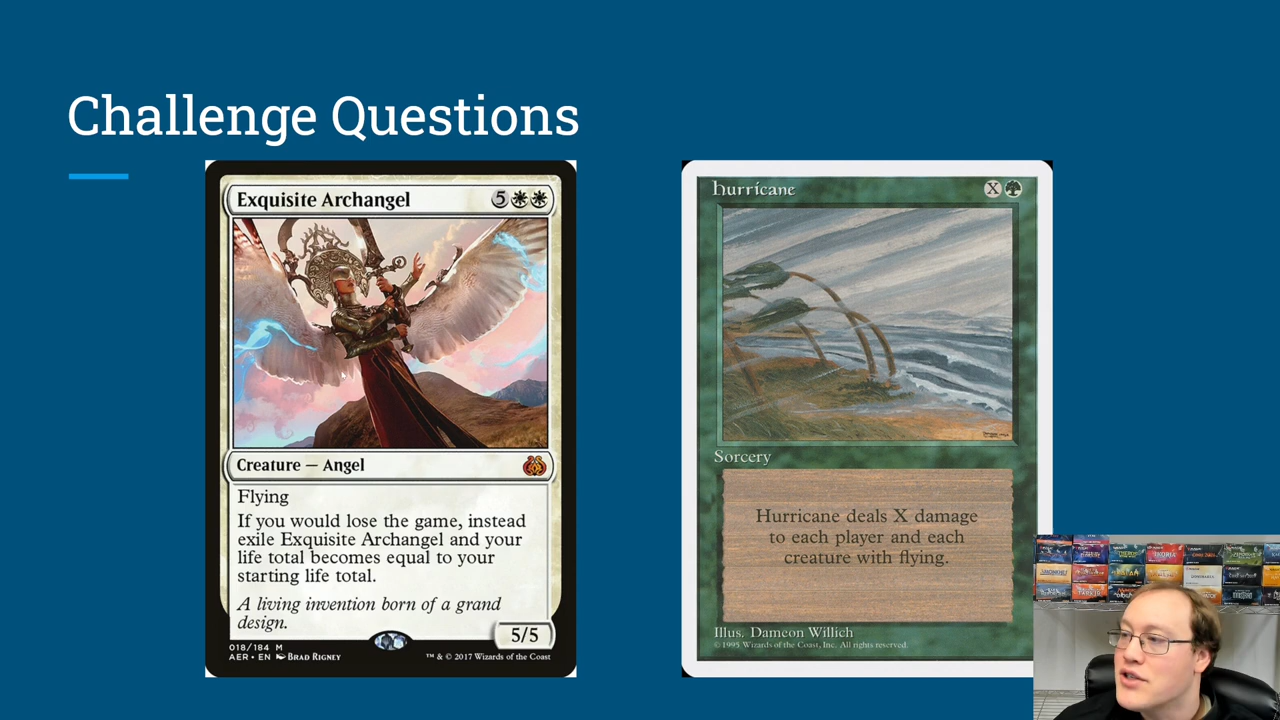 Challenge Questions
Exquisite Archangel 5
Creature — Angel
Flying
If you would lose the game, instead
exile Exquisite Archangel and your
life total becomes equal to your
starting life total.
A living invention born of a grand
design.
5/5
018/184 M
AER • EN Brad Rigney
™ & © 2017 Wizards of the Coast
Hurricane X
Sorcery
Hurricane deals X damage
to each player and each
creature with flying.
Illus. Dameon Willich
© 1995 Wizards of the Coast, Inc. All rights reserved.